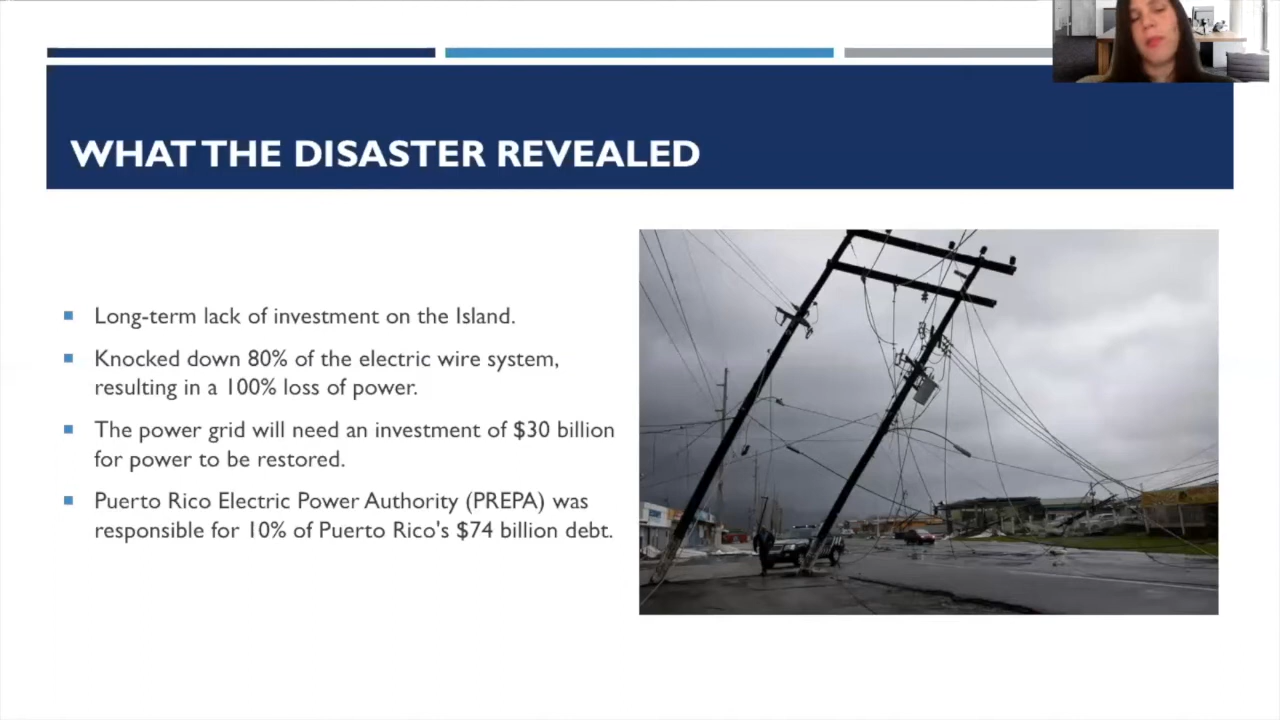 WHAT THE DISASTER REVEALED
Long-term lack of investment on the Island.
Knocked down 80% of the electric wire system,
resulting in a 100% loss of power.
The power grid will need an investment of $30 billion
for power to be restored.
Puerto Rico Electric Power Authority (PREPA) was
responsible for 10% of Puerto Rico's $74 billion debt.